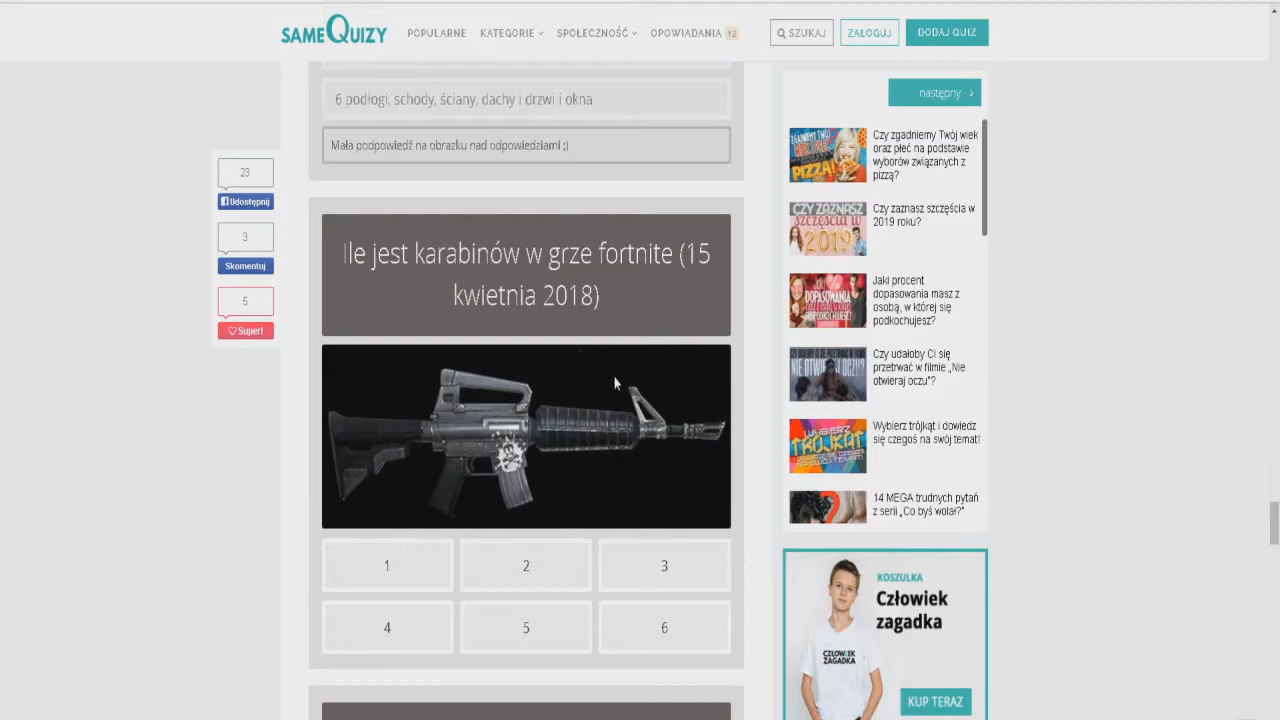 SAMEQUIZY
POPULARNE
KATEGORIE
SPOŁECZNOŚĆ
OPOWIADANIA 12
SZUKAJ
ZALOGUJ
DODAJ QUIZ
6 podłogi, schody, ściany, dachy i drzwi i okna
Mała podpowiedź na obrazku nad odpowiedziami ;)
23
Udostępnij
3
Skomentuj
5
Super!
Ile jest karabinów w grze fortnite (15
kwietnia 2018)
1
2
3
4
5
6
następny
Czy zgadniemy Twój wiek
oraz płeć na podstawie
wyborów związanych z
pizzą?
Czy zaznasz szczęścia w
2019 roku?
Jaki procent
dopasowania masz z
osobą, w której się
podkochujesz?
Czy udałoby Ci się
przetrwać w filmie „Nie
otwieraj oczu"?
Wybierz trójkąt i dowiedz
się czegoś na swój temat!
14 MEGA trudnych pytań
z serii „Co byś wolał?"
KOSZULKA
Człowiek
zagadka
CZŁOWIEK
ZAGADKA
KUP TERAZ